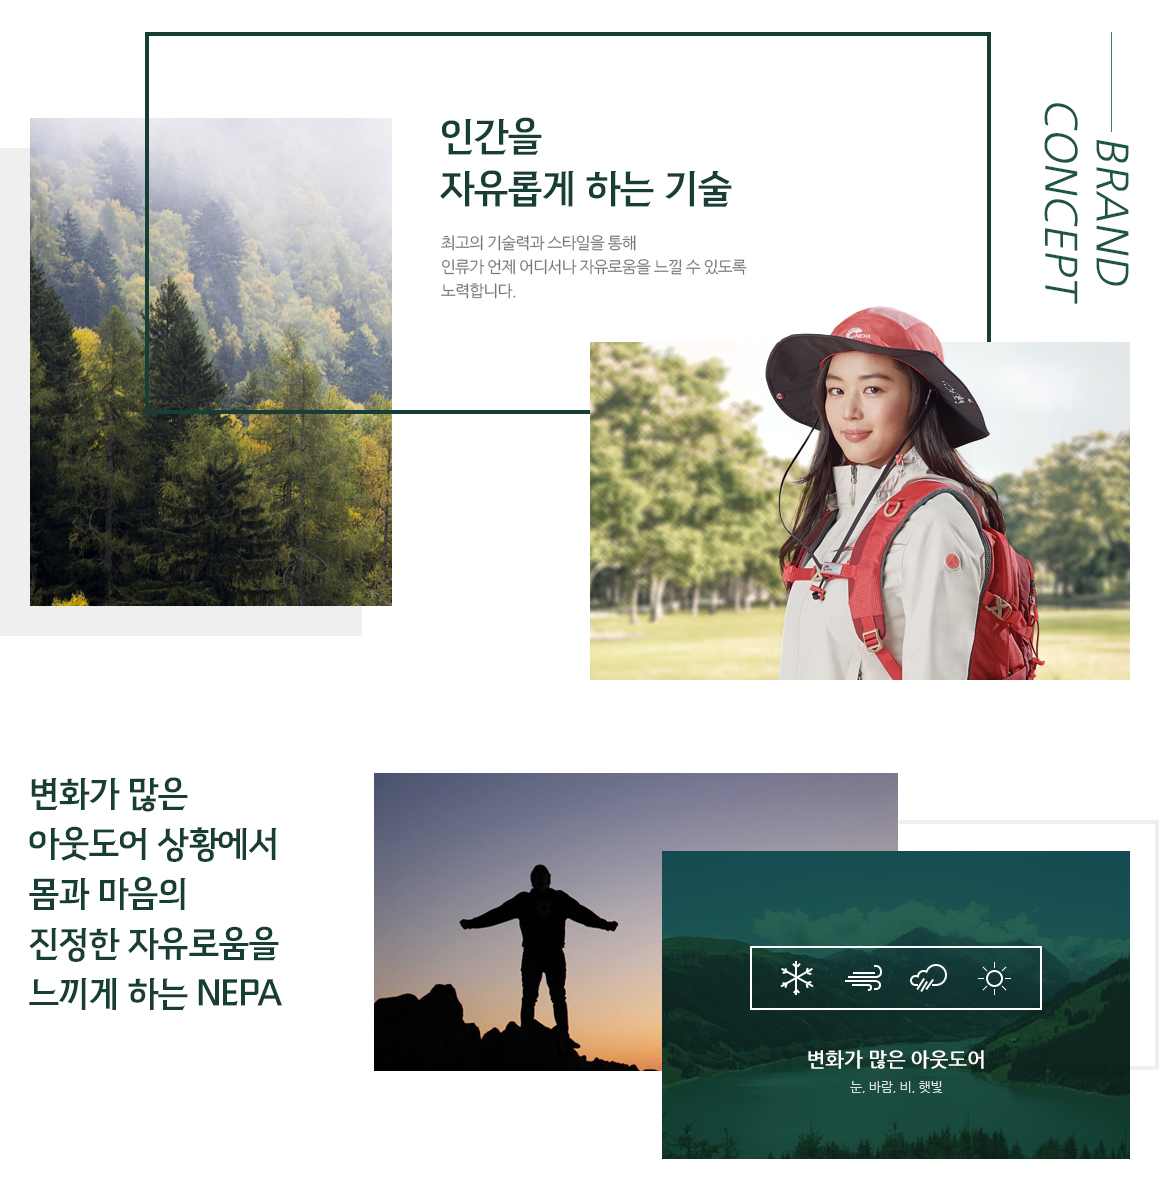 인간을
자유롭게 하는 기술
최고의 기술력과 스타일을 통해
인류가 언제 어디서나 자유로움을 느낄 수 있도록
노력합니다.
BRAND
CONCEPT
NEPA
변화가 많은
아웃도어 상황에서
몸과 마음의
진정한 자유로움을
느끼게 하는 NEPA
변화가 많은 아웃도어
눈, 바람, 비, 햇빛